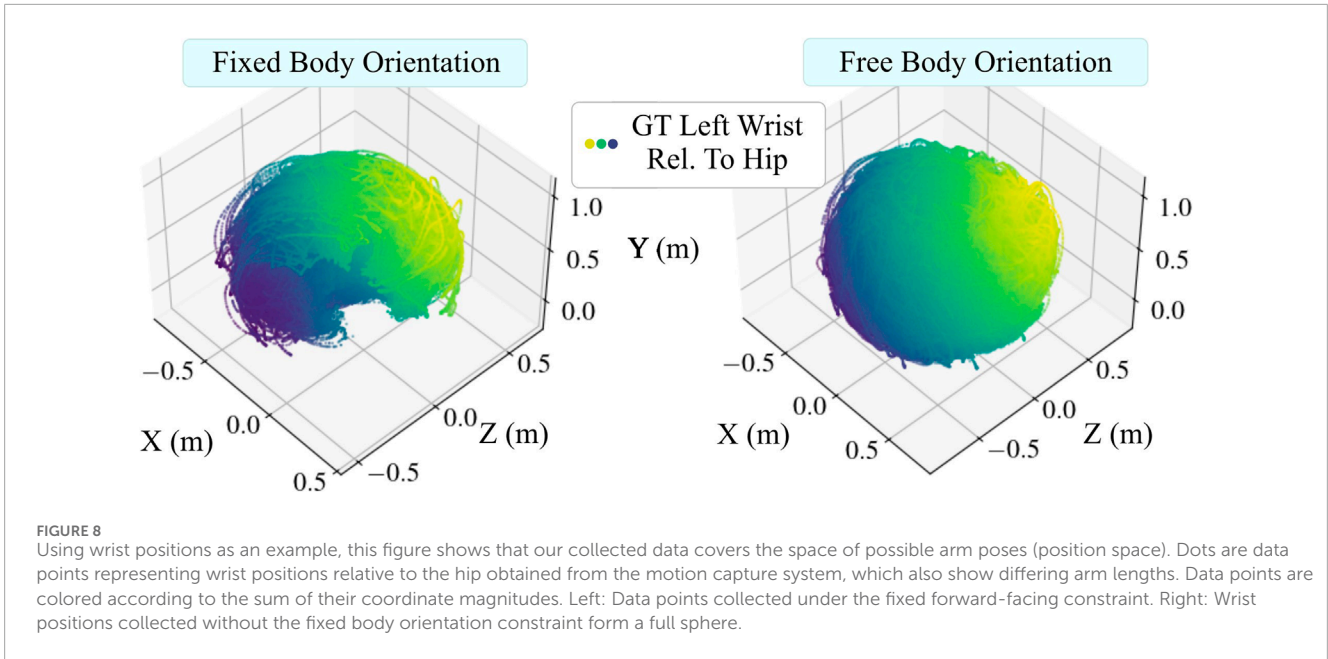 Fixed Body Orientation
Free Body Orientation
GT Left Wrist
Rel. To Hip
1.0
0.5
0.0
Y (m)
1.0
0.5
0.0
−0.5
0.0
0.5
X (m)
−0.5
0.0
0.5
Z (m)
−0.5
0.0
0.5
X (m)
−0.5
0.0
0.5
Z (m)
FIGURE 8
Using wrist positions as an example, this figure shows that our collected data covers the space of possible arm poses (position space). Dots are data
points representing wrist positions relative to the hip obtained from the motion capture system, which also show differing arm lengths. Data points are
colored according to the sum of their coordinate magnitudes. Left: Data points collected under the fixed forward-facing constraint. Right: Wrist
positions collected without the fixed body orientation constraint form a full sphere.